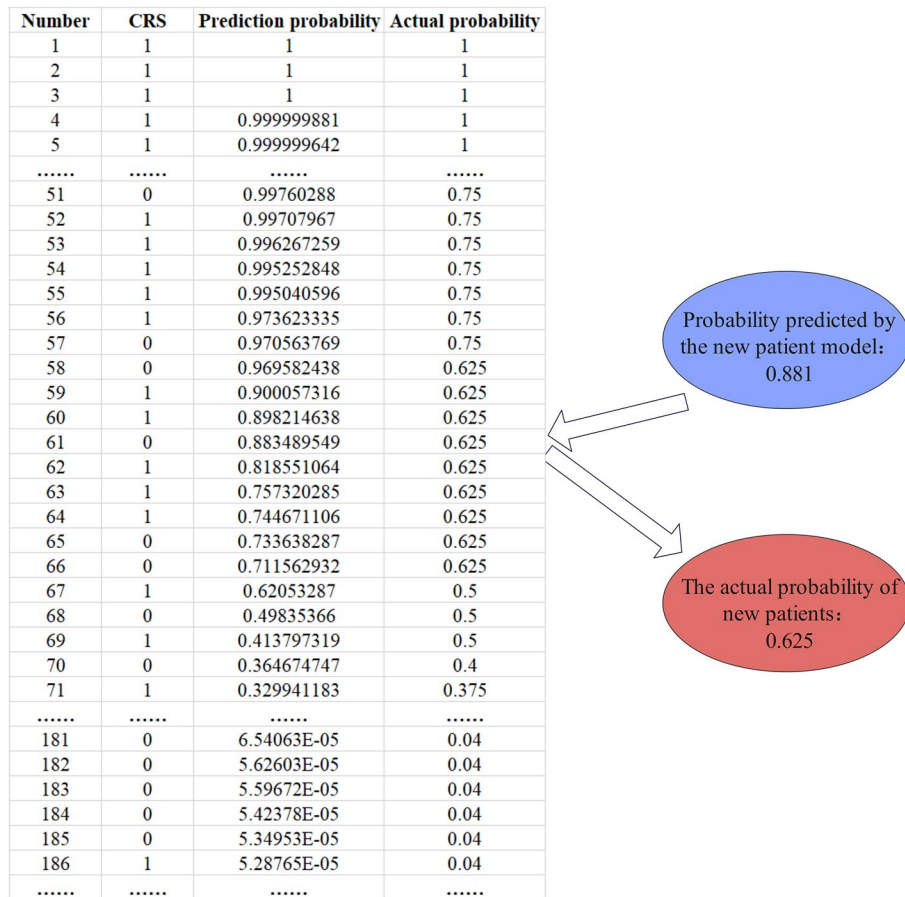 Number CRS Prediction probability Actual probability
1 1 1 1
2 1 1 1
3 1 1 1
4 1 0.999999881 1
5 1 0.999999642 1
...... ...... ...... ......
51 0 0.99760288 0.75
52 1 0.99707967 0.75
53 1 0.996267259 0.75
54 1 0.995252848 0.75
55 1 0.995040596 0.75
56 1 0.973623335 0.75
57 0 0.970563769 0.75
58 0 0.969582438 0.625
59 1 0.900057316 0.625
60 1 0.898214638 0.625
61 0 0.883489549 0.625
62 1 0.818551064 0.625
63 1 0.757320285 0.625
64 1 0.744671106 0.625
65 0 0.733638287 0.625
66 0 0.711562932 0.625
67 1 0.62053287 0.5
68 0 0.49835366 0.5
69 1 0.413797319 0.5
70 0 0.364674747 0.4
71 1 0.329941183 0.375
...... ...... ...... ......
181 0 6.54063E-05 0.04
182 0 5.62603E-05 0.04
183 0 5.59672E-05 0.04
184 0 5.42378E-05 0.04
185 0 5.34953E-05 0.04
186 1 5.28765E-05 0.04
...... ...... ...... ......
Probability predicted by
the new patient model：
0.881
The actual probability of
new patients：
0.625